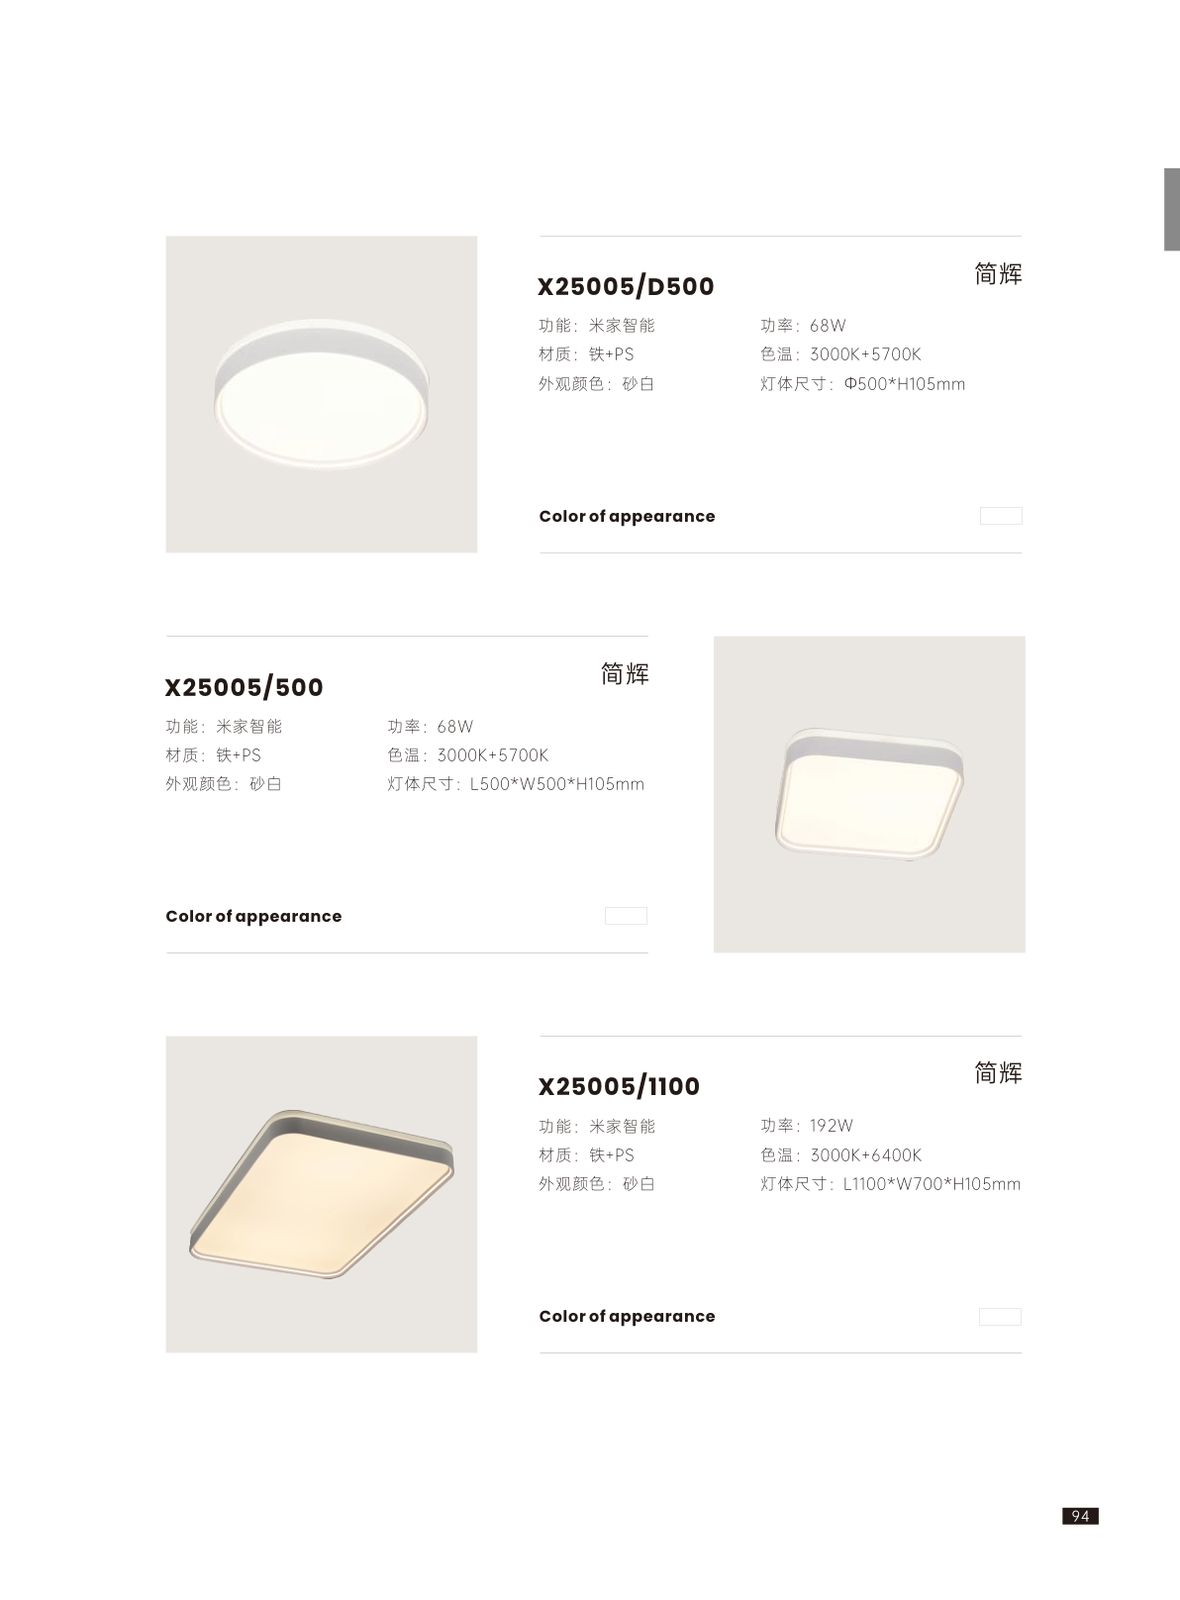 简辉
X25005/D500
功能：米家智能 功率：68W
材质：铁+PS 色温：3000K+5700K
外观颜色：砂白 灯体尺寸：Φ500*H105mm
Color of appearance
简辉
X25005/500
功能：米家智能 功率：68W
材质：铁+PS 色温：3000K+5700K
外观颜色：砂白 灯体尺寸：L500*W500*H105mm
Color of appearance
简辉
X25005/1100
功能：米家智能 功率：192W
材质：铁+PS 色温：3000K+6400K
外观颜色：砂白 灯体尺寸：L1100*W700*H105mm
Color of appearance
94